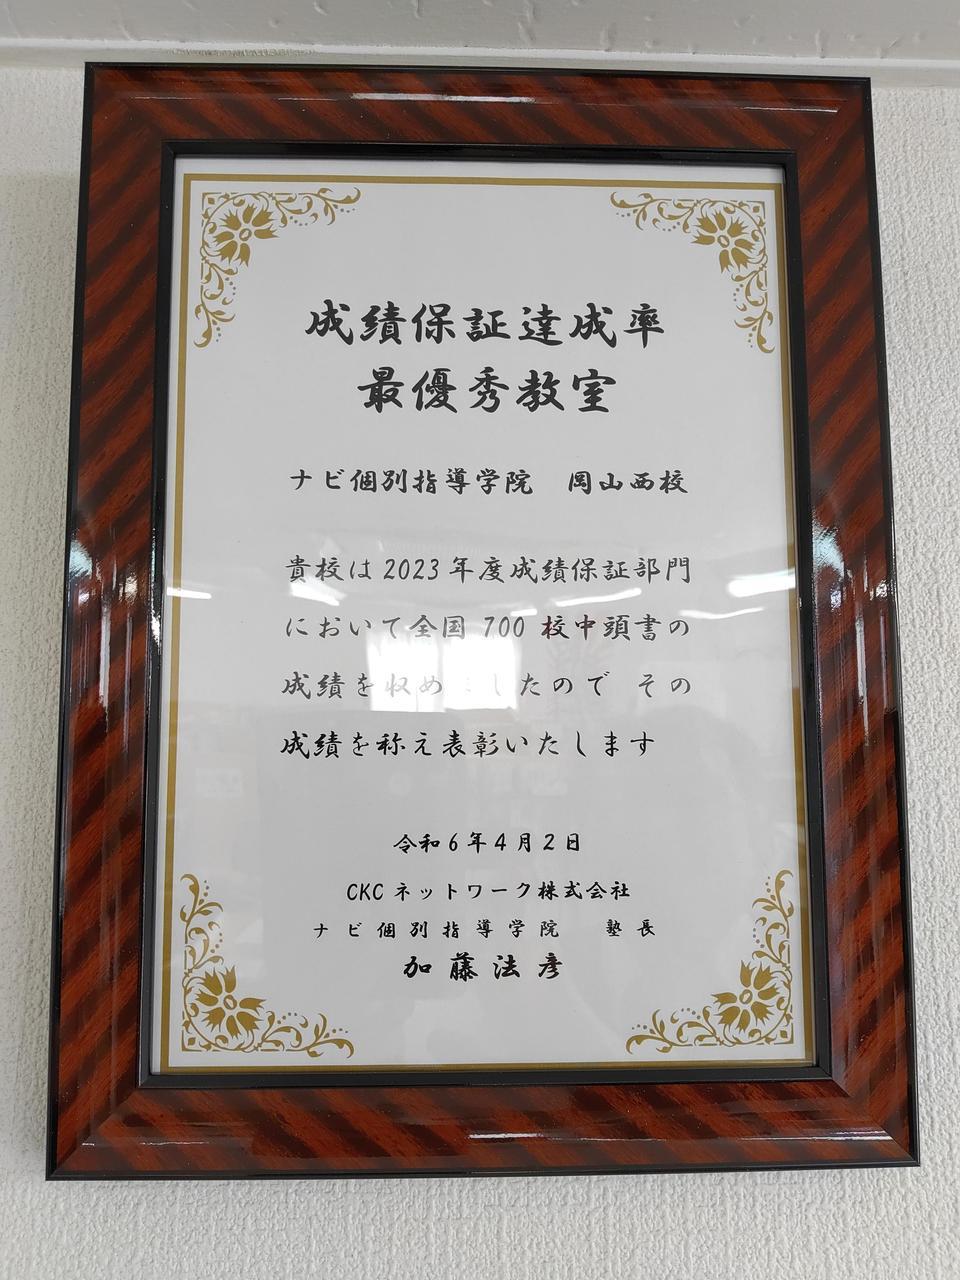 成績保証達成率
最優秀教室
ナビ個別指導学院 岡山西校
貴校は2023年度成績保証部門
において全国700校中頭書の
成績を収めましたので その
成績を称え表彰いたします
令和6年4月2日
CKCネットワーク株式会社
ナビ個別指導学院 塾長
加藤法彦